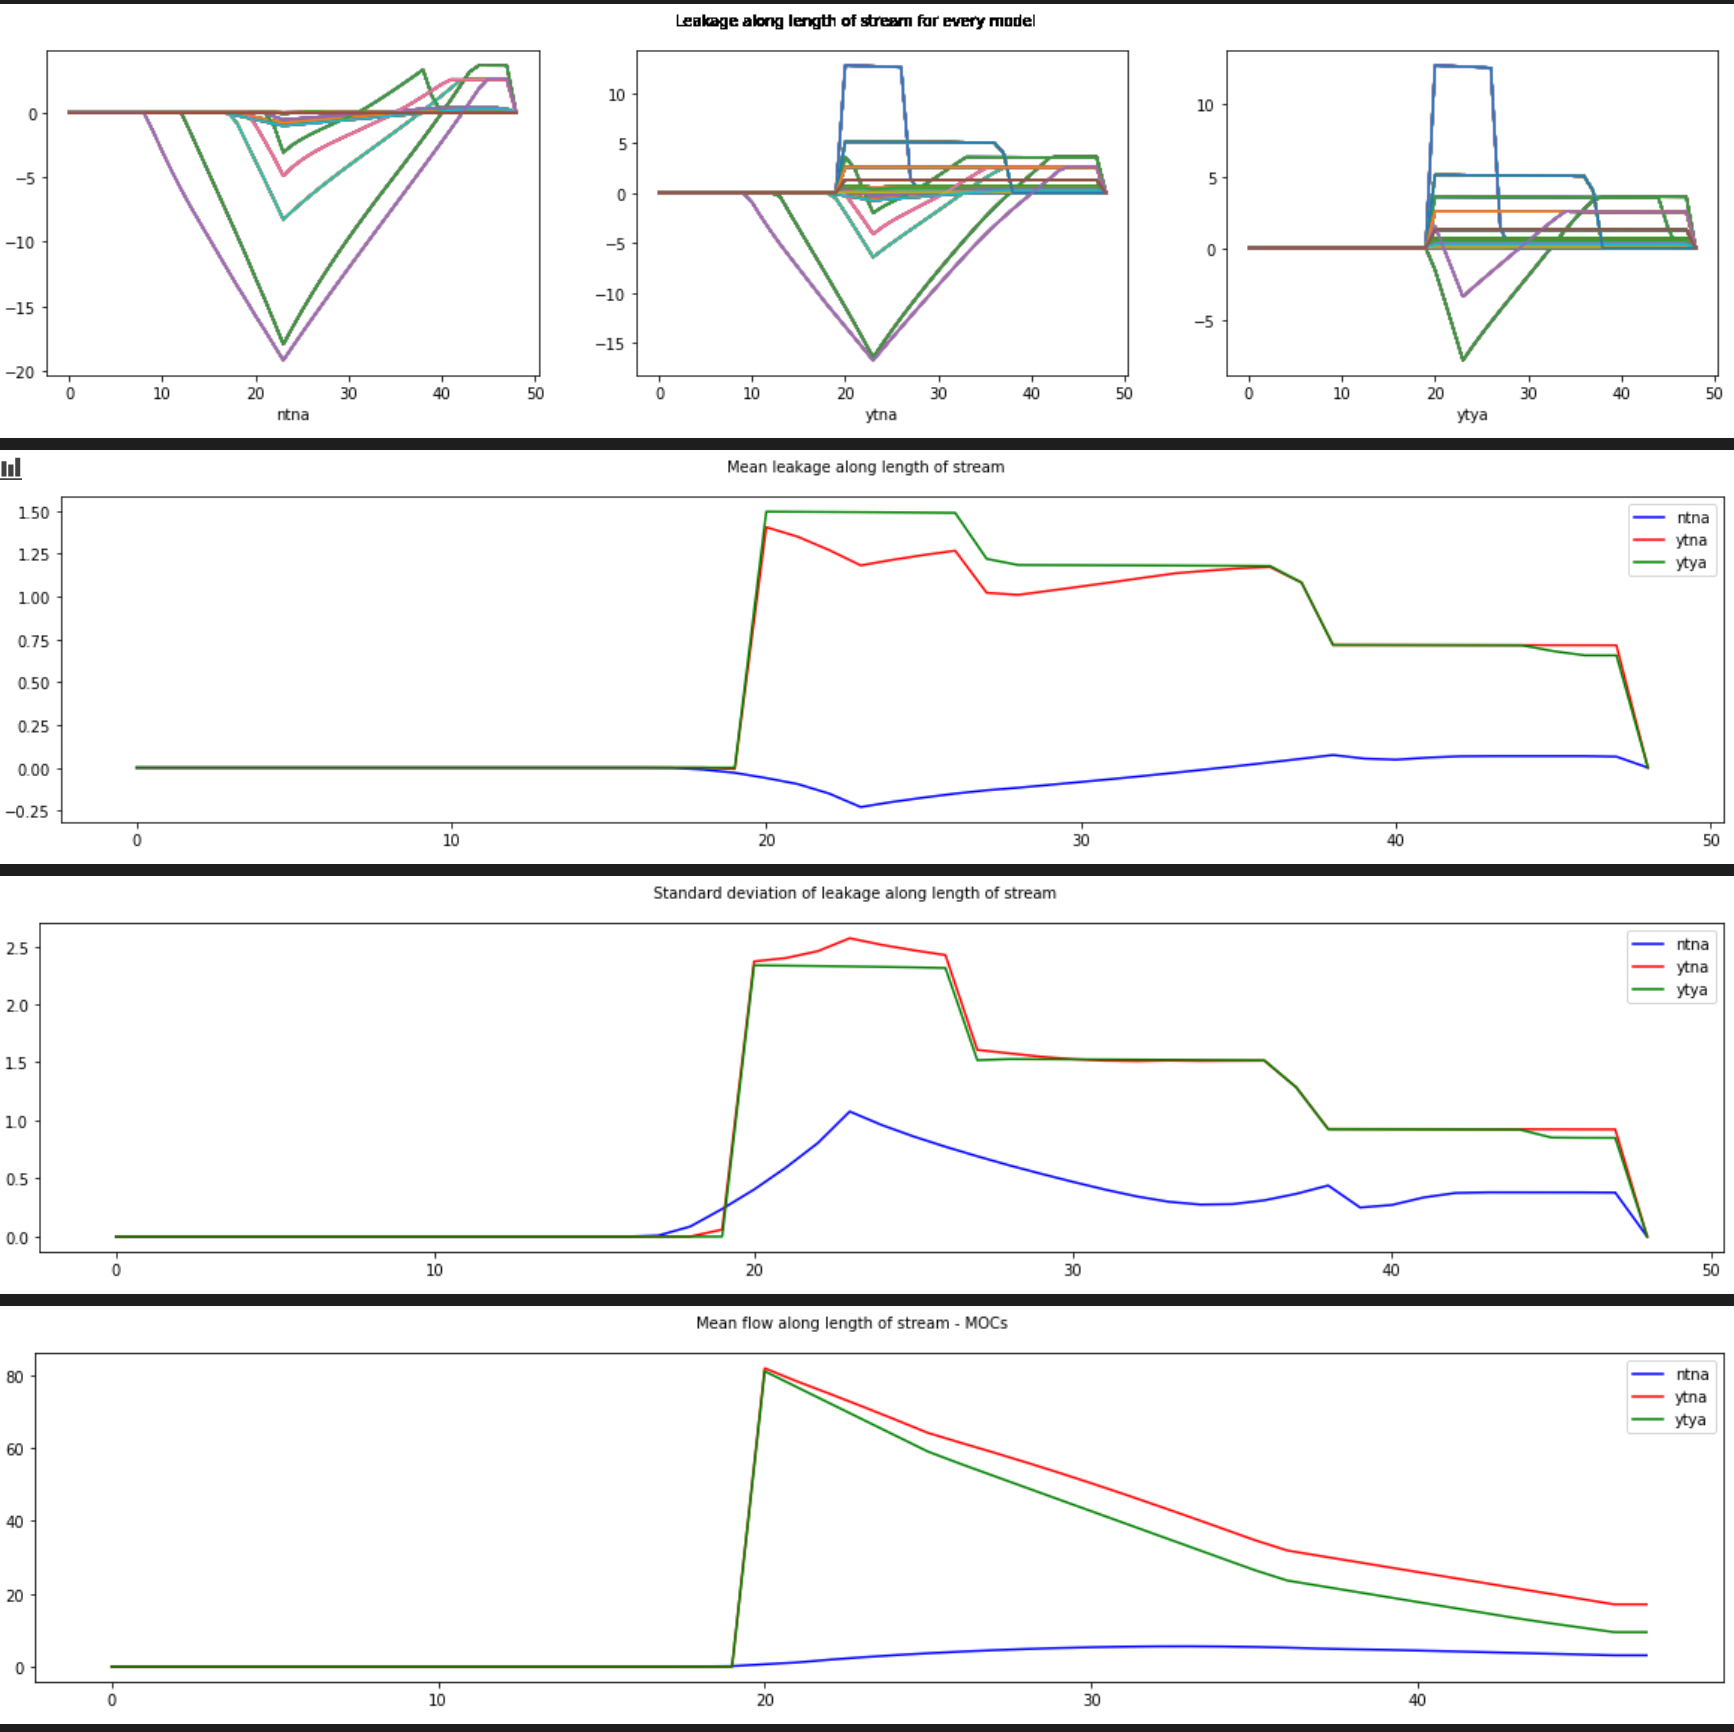 Leakage along length of stream for every model
0
−5
−10
−15
−20
0 10 20 30 40 50
ntna
10
5
0
−5
−10
−15
0 10 20 30 40 50
ytna
10
5
0
−5
0 10 20 30 40 50
ytya
Mean leakage along length of stream
1.50
1.25
1.00
0.75
0.50
0.25
0.00
−0.25
0 10 20 30 40 50
ntna
ytna
ytya
Standard deviation of leakage along length of stream
2.5
2.0
1.5
1.0
0.5
0.0
0 10 20 30 40 50
ntna
ytna
ytya
Mean flow along length of stream - MOCs
80
60
40
20
0
0 10 20 30 40
ntna
ytna
ytya